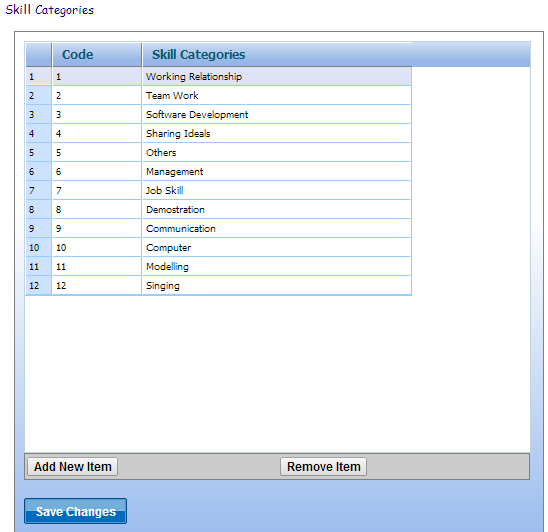 Skill Categories
Code Skill Categories
1 1 Working Relationship
2 2 Team Work
3 3 Software Development
4 4 Sharing Ideals
5 5 Others
6 6 Management
7 7 Job Skill
8 8 Demostration
9 9 Communication
10 10 Computer
11 11 Modelling
12 12 Singing
Add New Item Remove Item
Save Changes